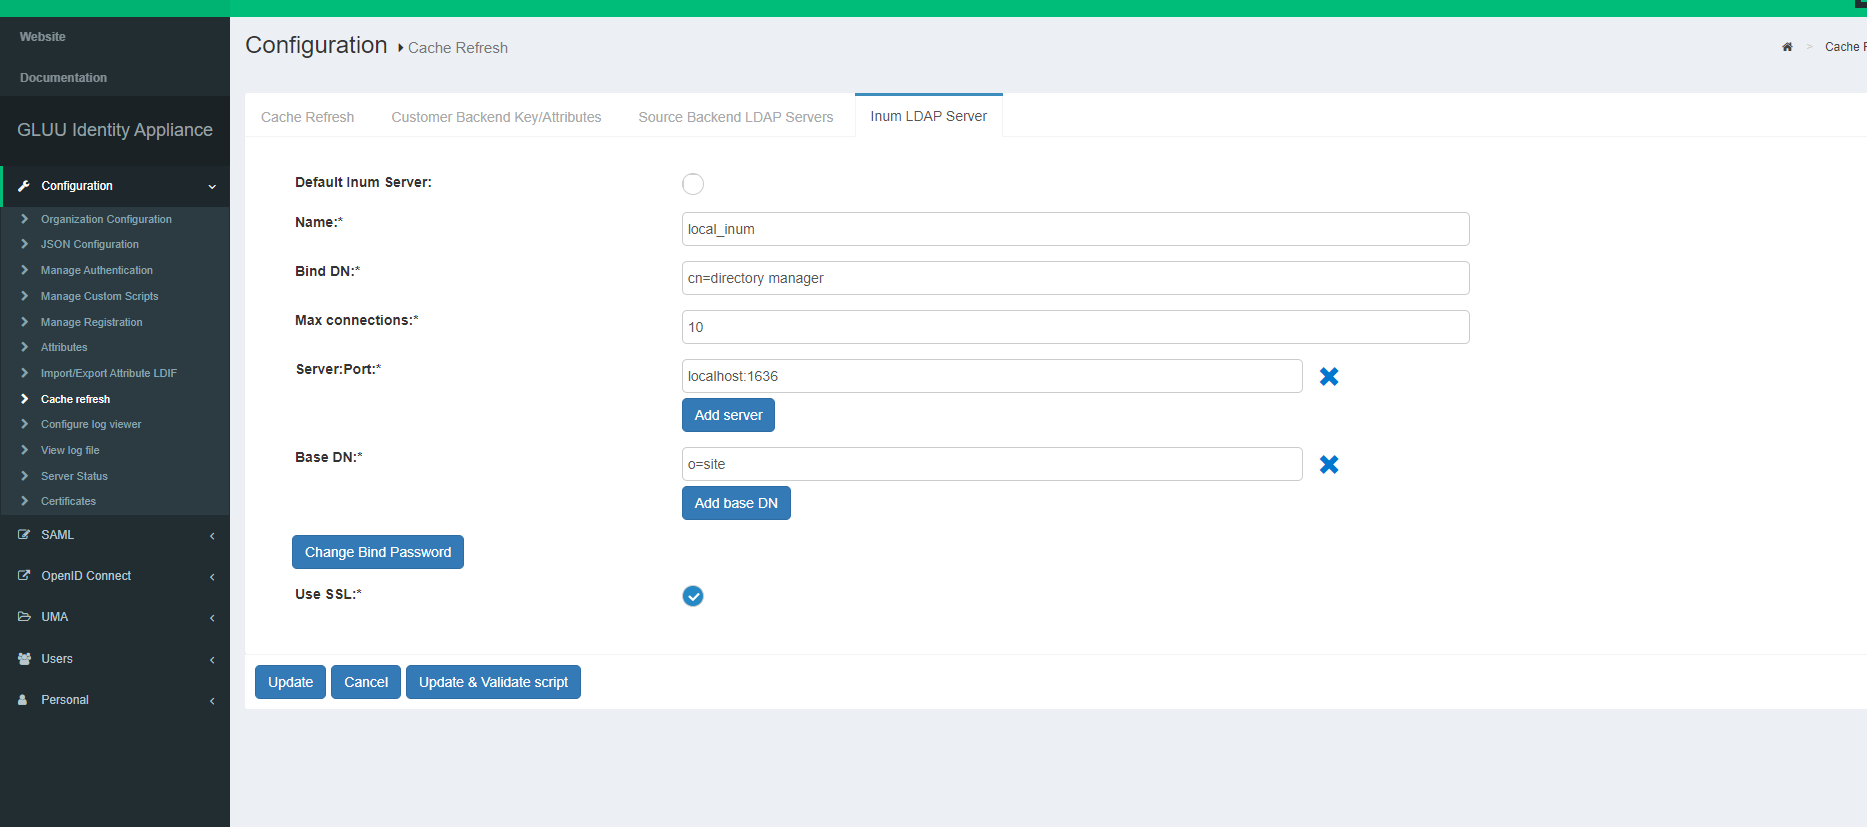 Website
Documentation
GLUU Identity Appliance
Configuration
Organization Configuration
JSON Configuration
Manage Authentication
Manage Custom Scripts
Manage Registration
Attributes
Import/Export Attribute LDIF
Cache refresh
Configure log viewer
View log file
Server Status
Certificates
SAML
OpenID Connect
UMA
Users
Personal
Configuration Cache Refresh
> Cache
Cache Refresh Customer Backend Key/Attributes Source Backend LDAP Servers Inum LDAP Server
Default Inum Server:
Name:* local_inum
Bind DN:* cn=directory manager
Max connections:* 10
Server:Port:* localhost:1636
Add server
Base DN:* o=site
Add base DN
Change Bind Password
Use SSL:*
Update Cancel Update & Validate script